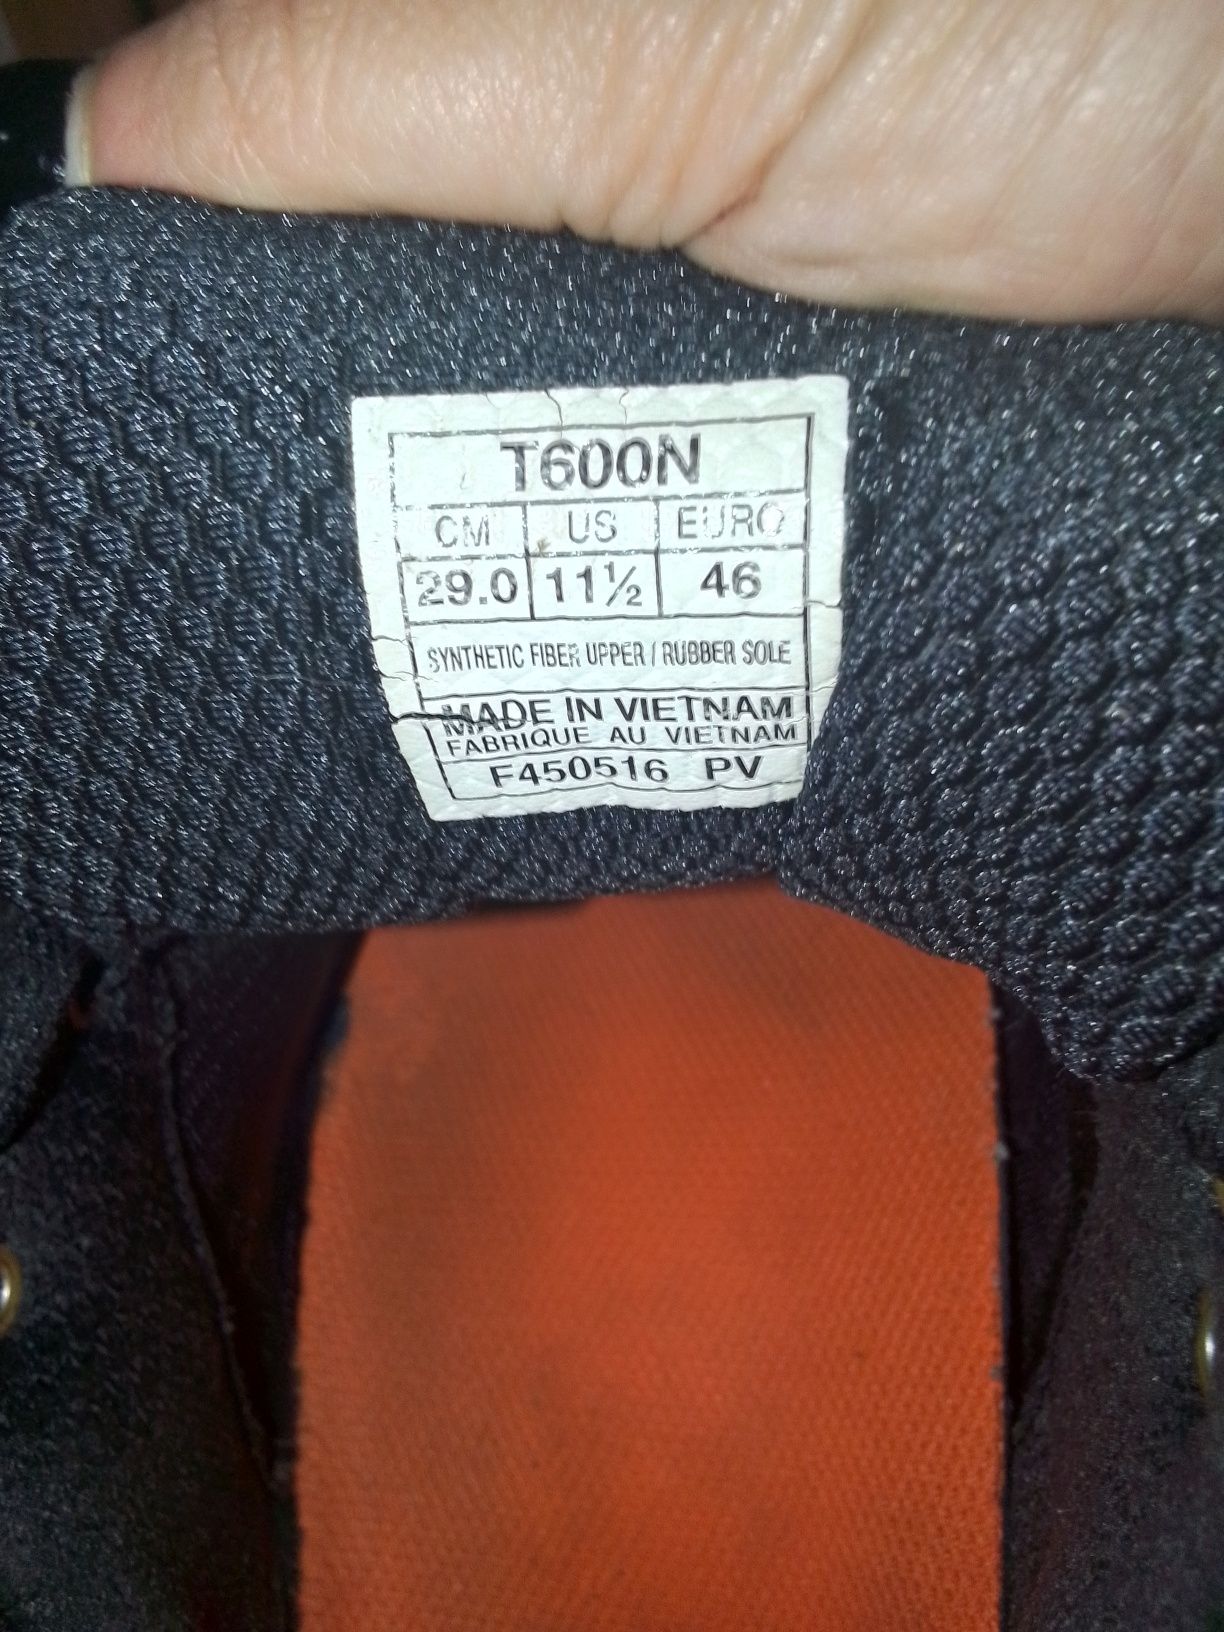 T600N
CM US EURO
29.0 11½ 46
SYNTHETIC FIBER UPPER / RUBBER SOLE
MADE IN VIETNAM
FABRIQUE AU VIETNAM
F450516 PV